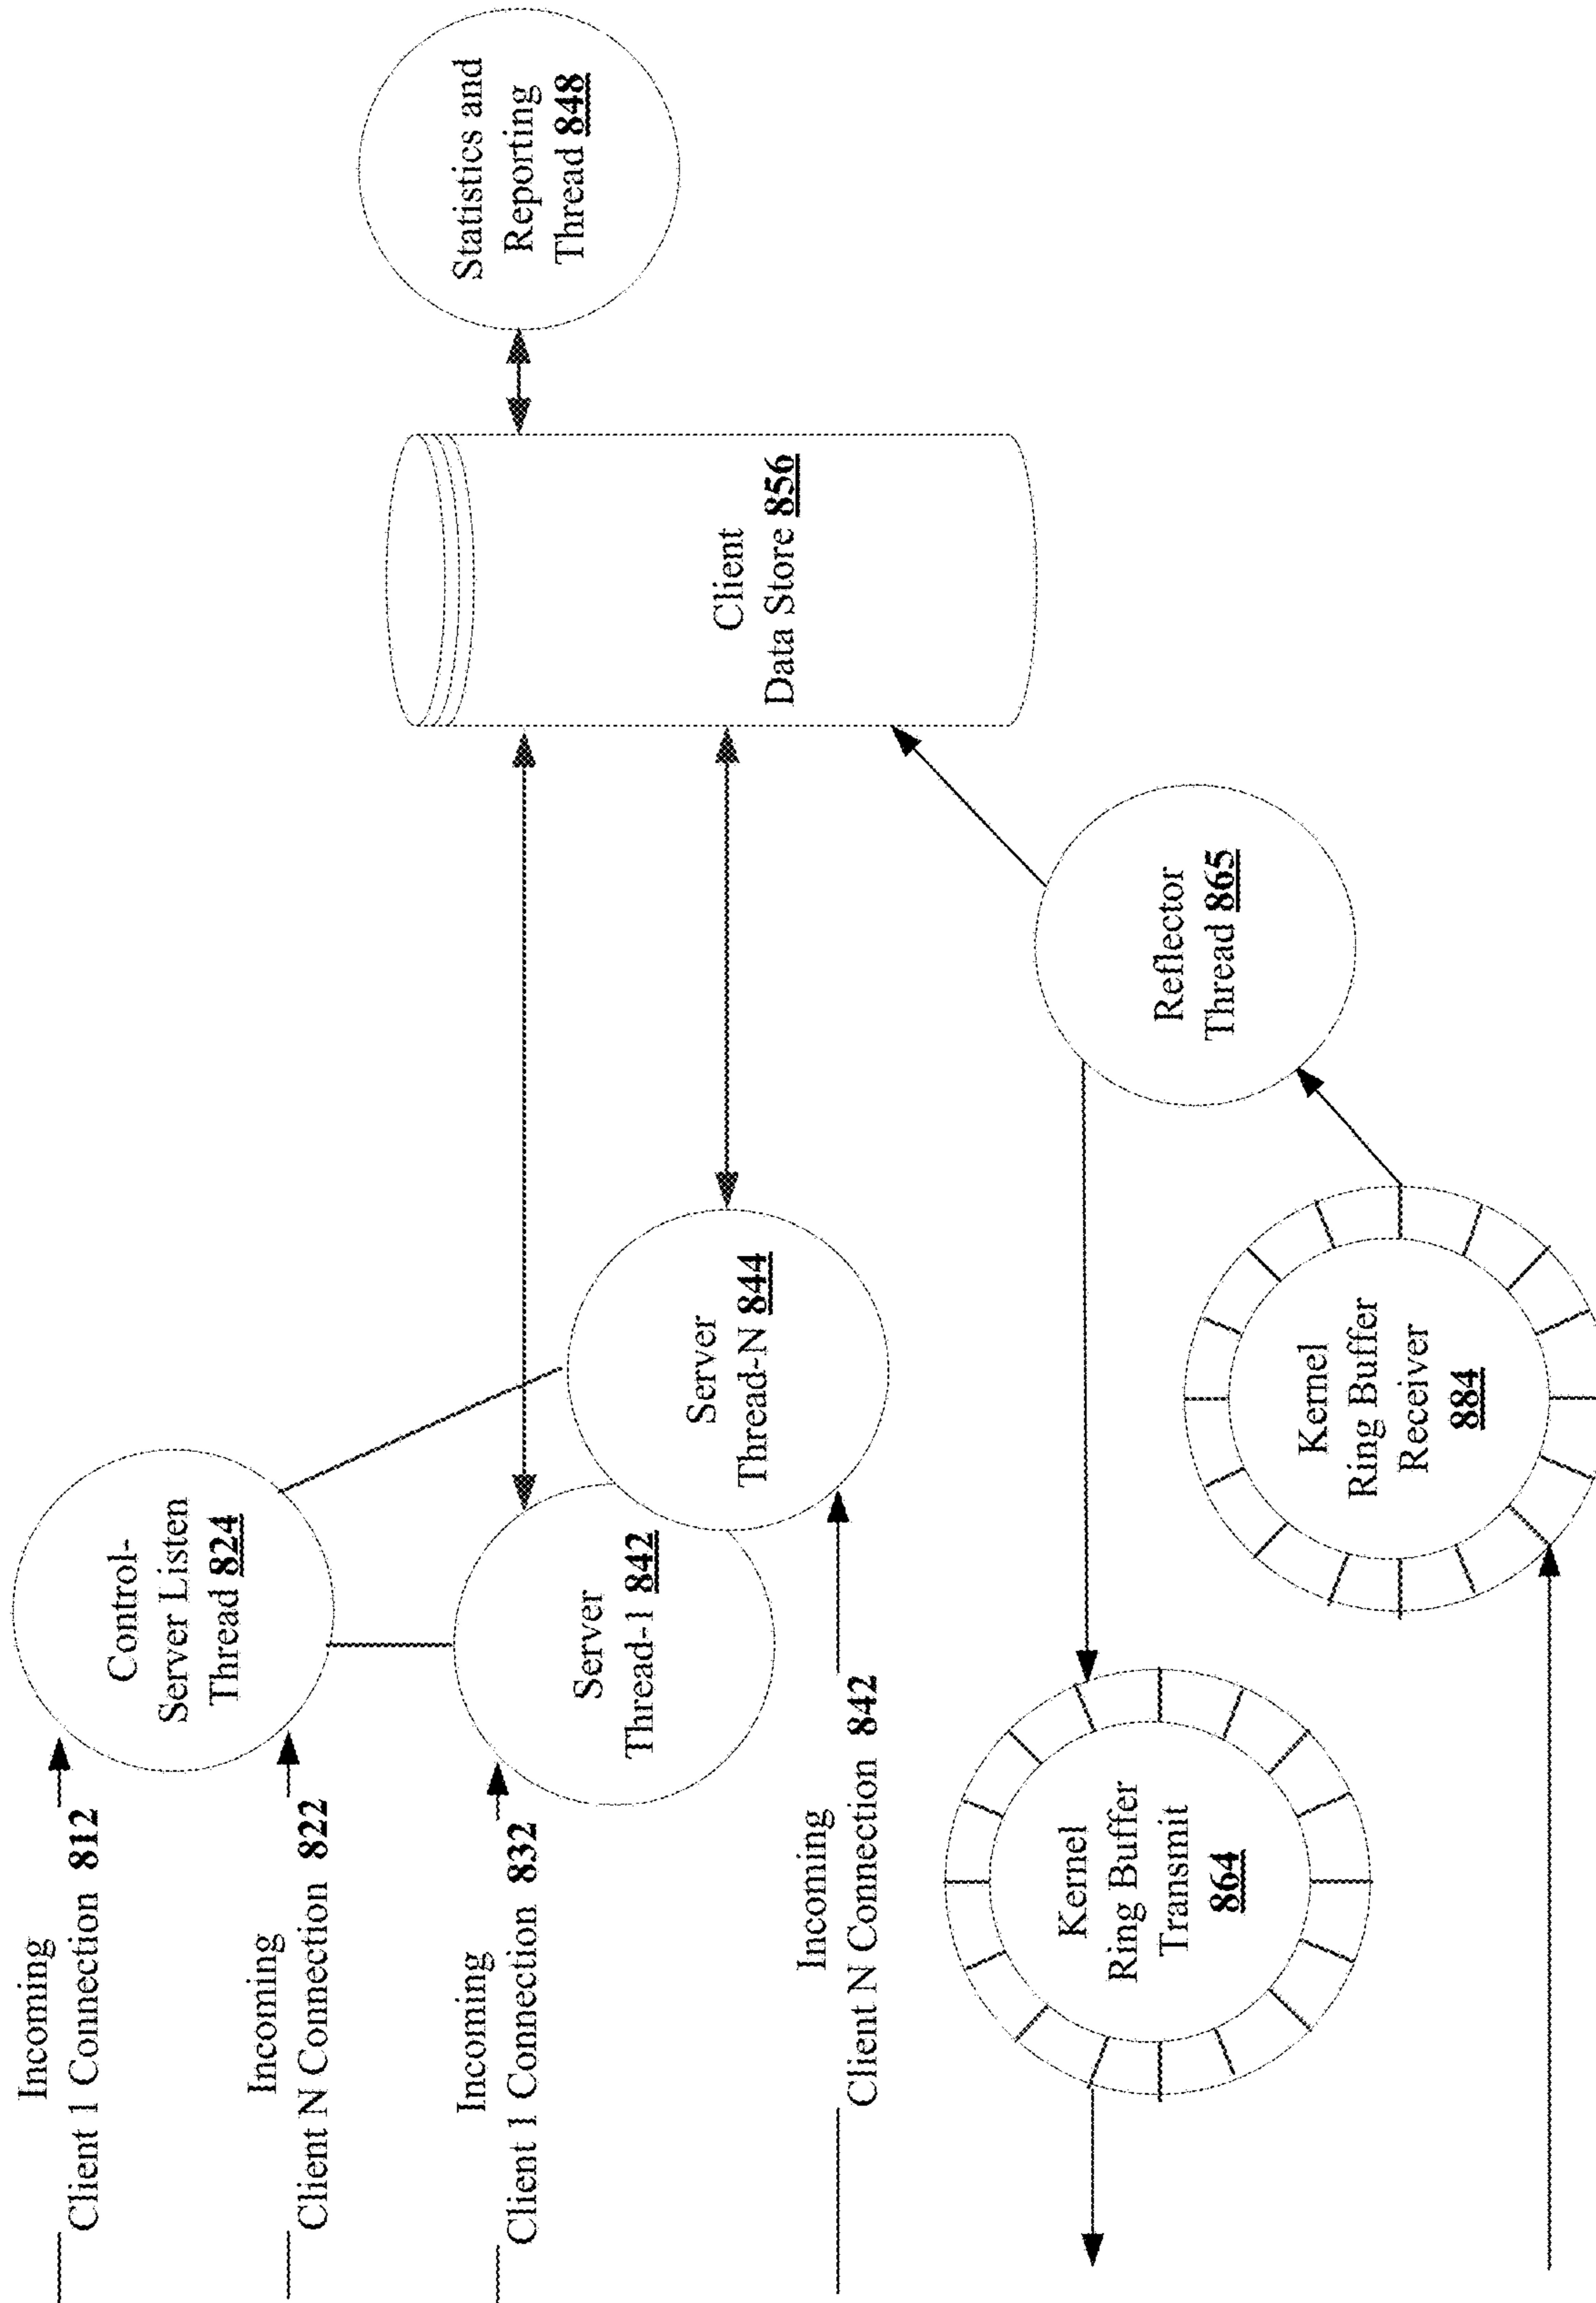 Incoming
Client 1 Connection 812
Incoming
Client N Connection 822
Incoming
Client 1 Connection 832
Incoming
Client N Connection 842
Control-
Server Listen
Thread 824
Server
Thread-1 842
Server
Thread-N 844
Client
Data Store 856
Statistics and
Reporting
Thread 848
Reflector
Thread 865
Kernel
Ring Buffer
Transmit
864
Kernel
Ring Buffer
Receiver
884